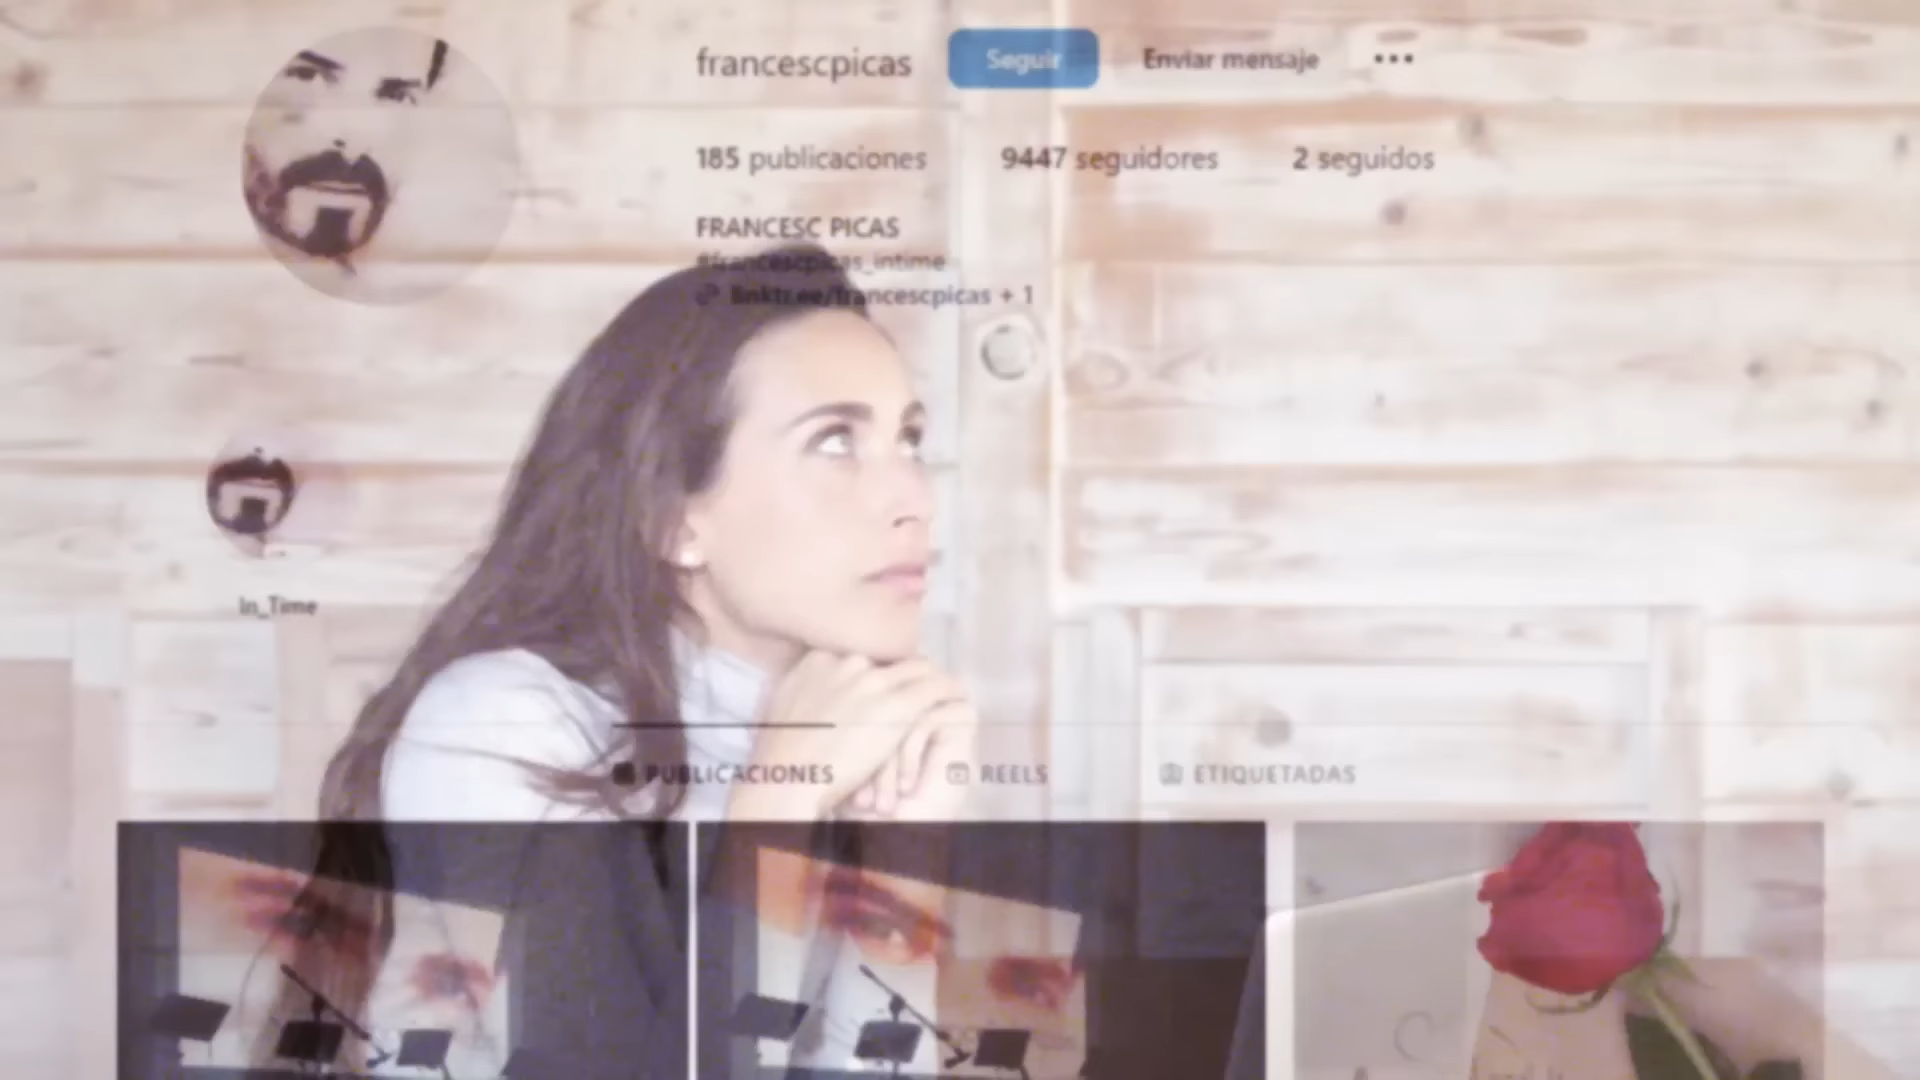 francescpicas Seguir Enviar mensaje
185 publicaciones 9447 seguidores 2 seguidos
FRANCESC PICAS
#francescpicas_intime
linktr.ee/francescpicas + 1
In_Time
PUBLICACIONES REELS ETIQUETADAS